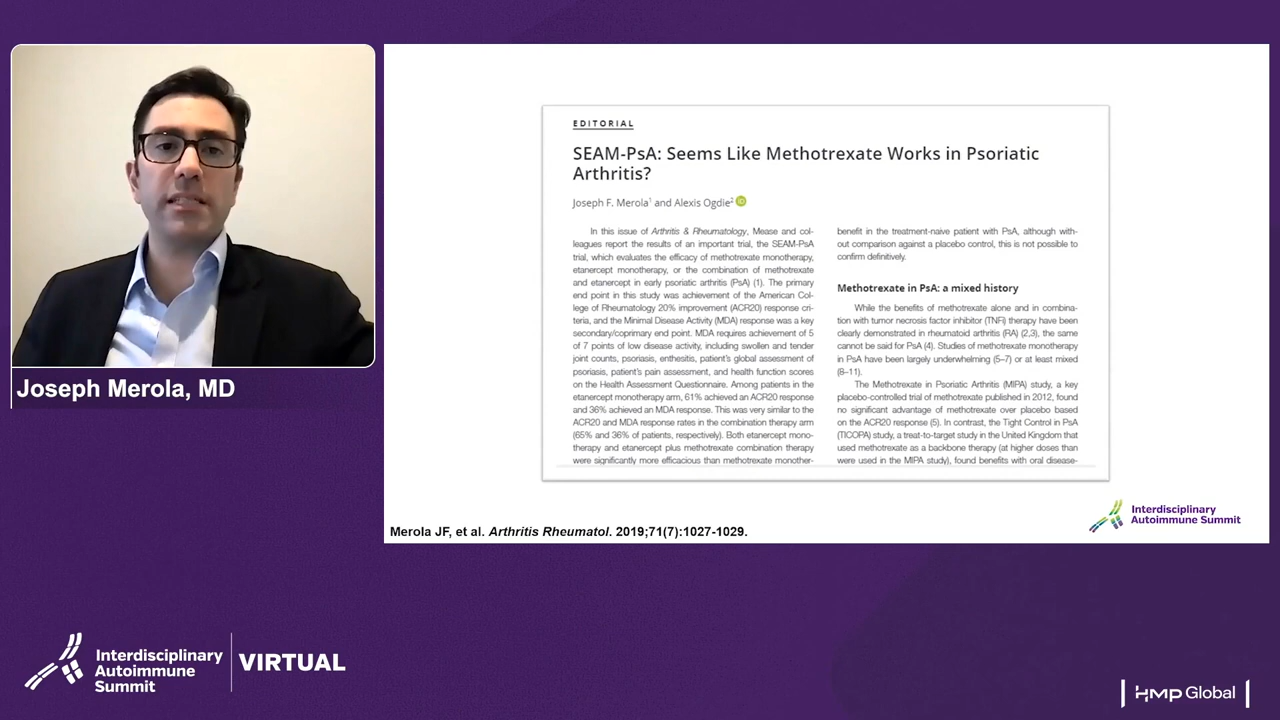 EDITORIAL
SEAM-PsA: Seems Like Methotrexate Works in Psoriatic
Arthritis?
Joseph F. Merola¹ and Alexis Ogdie² iD
In this issue of Arthritis & Rheumatology, Mease and col-
leagues report the results of an important trial, the SEAM-PsA
trial, which evaluates the efficacy of methotrexate monotherapy,
etanercept monotherapy, or the combination of methotrexate
and etanercept in early psoriatic arthritis (PsA) (1). The primary
end point in this study was achievement of the American Col-
lege of Rheumatology 20% improvement (ACR20) response cri-
teria, and the Minimal Disease Activity (MDA) response was a key
secondary/coprimary end point. MDA requires achievement of 5
of 7 points of low disease activity, including swollen and tender
joint counts, psoriasis, enthesitis, patient's global assessment of
psoriasis, patient's pain assessment, and health function scores
on the Health Assessment Questionnaire. Among patients in the
etanercept monotherapy arm, 61% achieved an ACR20 response
and 36% achieved an MDA response. This was very similar to the
ACR20 and MDA response rates in the combination therapy arm
(65% and 36% of patients, respectively). Both etanercept mono-
therapy and etanercept plus methotrexate combination therapy
were significantly more efficacious than methotrexate monother-
benefit in the treatment-naive patient with PsA, although with-
out comparison against a placebo control, this is not possible to
confirm definitively.
Methotrexate in PsA: a mixed history
While the benefits of methotrexate alone and in combina-
tion with tumor necrosis factor inhibitor (TNFi) therapy have been
clearly demonstrated in rheumatoid arthritis (RA) (2,3), the same
cannot be said for PsA (4). Studies of methotrexate monotherapy
in PsA have been largely underwhelming (5–7) or at least mixed
(8–11).
The Methotrexate in Psoriatic Arthritis (MIPA) study, a key
placebo-controlled trial of methotrexate published in 2012, found
no significant advantage of methotrexate over placebo based
on the ACR20 response (5). In contrast, the Tight Control in PsA
(TICOPA) study, a treat-to-target study in the United Kingdom that
used methotrexate as a backbone therapy (at higher doses than
were used in the MIPA study), found benefits with oral disease-
Joseph Merola, MD
Interdisciplinary
Autoimmune Summit
Merola JF, et al. Arthritis Rheumatol. 2019;71(7):1027-1029.
Interdisciplinary
Autoimmune
Summit
VIRTUAL
HMP Global